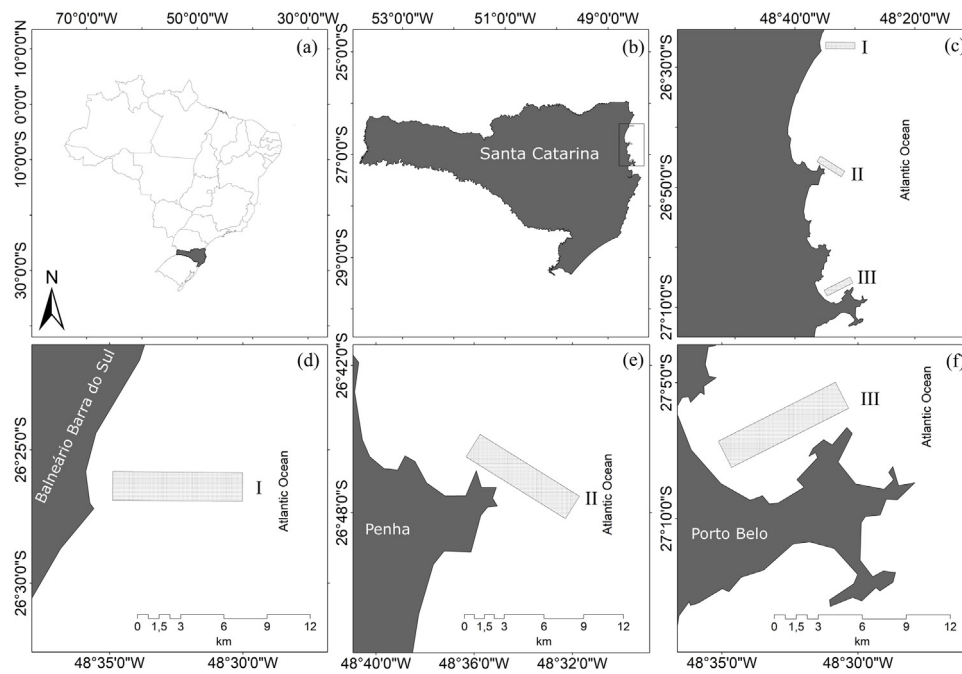 70°00'0"W 50°00'0"W 30°00'0"W
53°00'0"W 51°00'0"W 49°00'0"W
48°40'0"W 48°20'0"W
10°0'0"N
0°0'0"
10°0'0"S
30°0'0"S
(a)
N
25°0'0"S
27°0'0"S
29°0'0"S
(b)
Santa Catarina
26°30'0"S
26°50'0"S
27°10'0"S
(c)
I
II
III
Atlantic Ocean
26°25'0"S
26°30'0"S
(d)
Balneário Barra do Sul
I
Atlantic Ocean
0 1,5 3 6 9 12
km
48°35'0"W 48°30'0"W
26°42'0"S
26°48'0"S
(e)
Penha
II
Atlantic Ocean
0 1,5 3 6 9 12
km
48°40'0"W 48°36'0"W 48°32'0"W
27°5'0"S
27°10'0"S
(f)
Porto Belo
III
Atlantic Ocean
0 1,5 3 6 9 12
km
48°35'0"W 48°30'0"W